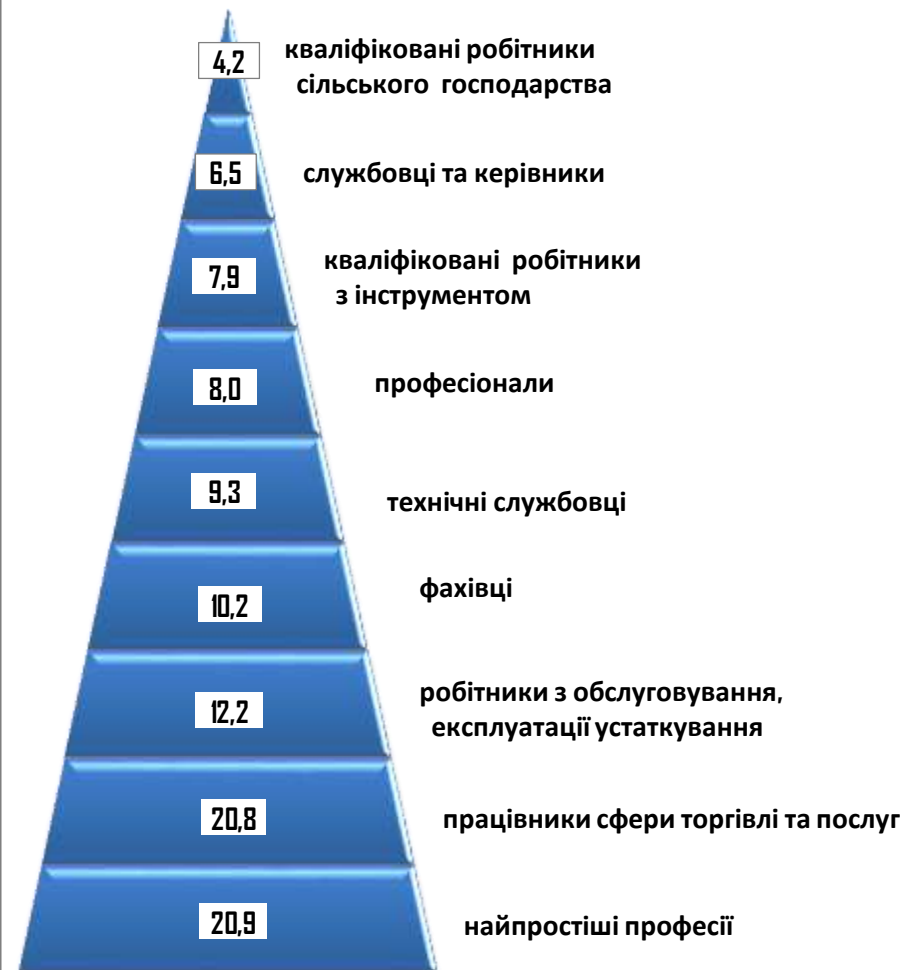 4,2
кваліфіковані робітники
сільського господарства
6,5
службовці та керівники
7,9
кваліфіковані робітники
з інструментом
8,0
професіонали
9,3
технічні службовці
10,2
фахівці
12,2
робітники з обслуговування,
експлуатації устаткування
20,8
працівники сфери торгівлі та послуг
20,9
найпростіші професії